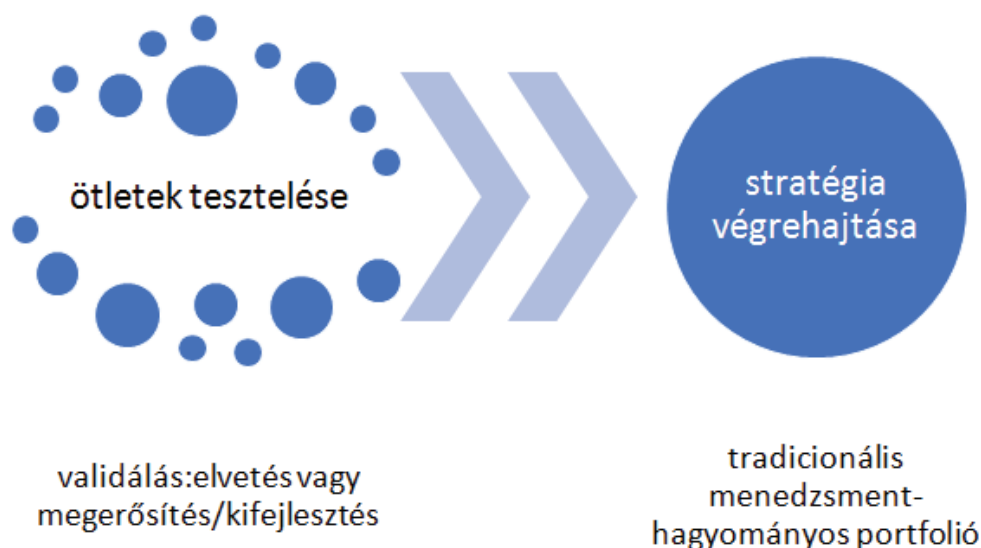 ötletek tesztelése
stratégia
végrehajtása
validálás:elvetés vagy
megerősítés/kifejlesztés
tradicionális
menedzsment-
hagyományos portfolió